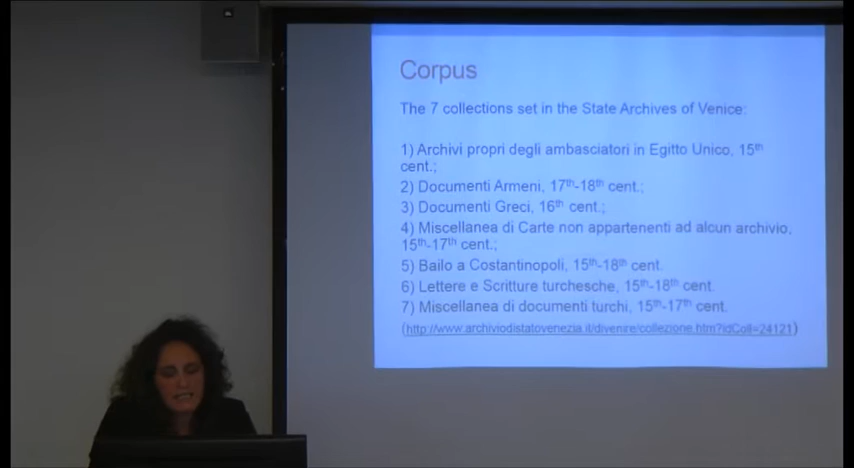 Corpus
The 7 collections set in the State Archives of Venice:
1) Archivi propri degli ambasciatori in Egitto Unico, 15th
cent.;
2) Documenti Armeni, 17th-18th cent.;
3) Documenti Greci, 16th cent.;
4) Miscellanea di Carte non appartenenti ad alcun archivio,
15th-17th cent.;
5) Bailo a Costantinopoli, 15th-18th cent.
6) Lettere e Scritture turchesche, 15th-18th cent.
7) Miscellanea di documenti turchi, 15th-17th cent.
(http://www.archiviodistatovenezia.it/divenire/collezione.htm?idColl=24121)